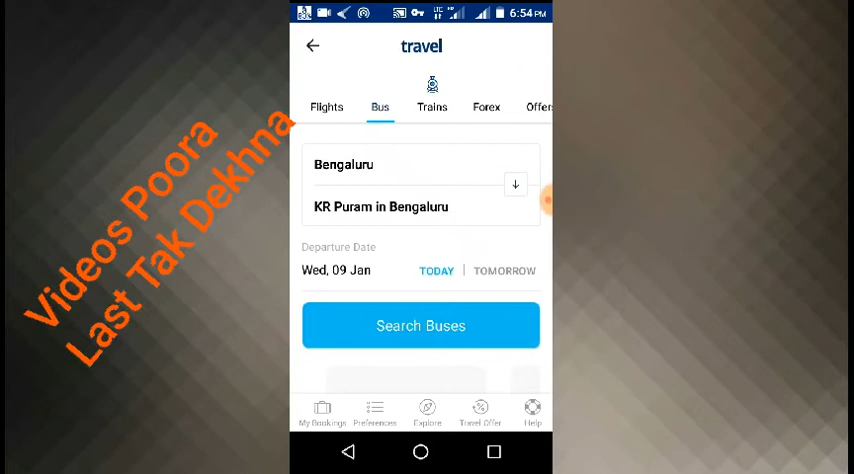 6:54 PM
travel
Flights Bus Trains Forex Offers
Bengaluru
KR Puram in Bengaluru
Departure Date
Wed, 09 Jan TODAY TOMORROW
Search Buses
My Bookings Preferences Explore Travel Offer Help
Videos Poora
Last Tak Dekhna